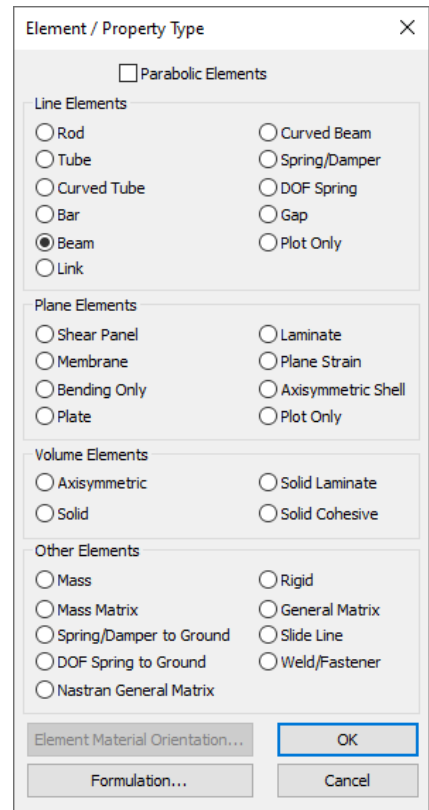 Element / Property Type
Parabolic Elements
Line Elements
Rod Curved Beam
Tube Spring/Damper
Curved Tube DOF Spring
Bar Gap
Beam Plot Only
Link
Plane Elements
Shear Panel Laminate
Membrane Plane Strain
Bending Only Axisymmetric Shell
Plate Plot Only
Volume Elements
Axisymmetric Solid Laminate
Solid Solid Cohesive
Other Elements
Mass Rigid
Mass Matrix General Matrix
Spring/Damper to Ground Slide Line
DOF Spring to Ground Weld/Fastener
Nastran General Matrix
Element Material Orientation... OK
Formulation... Cancel